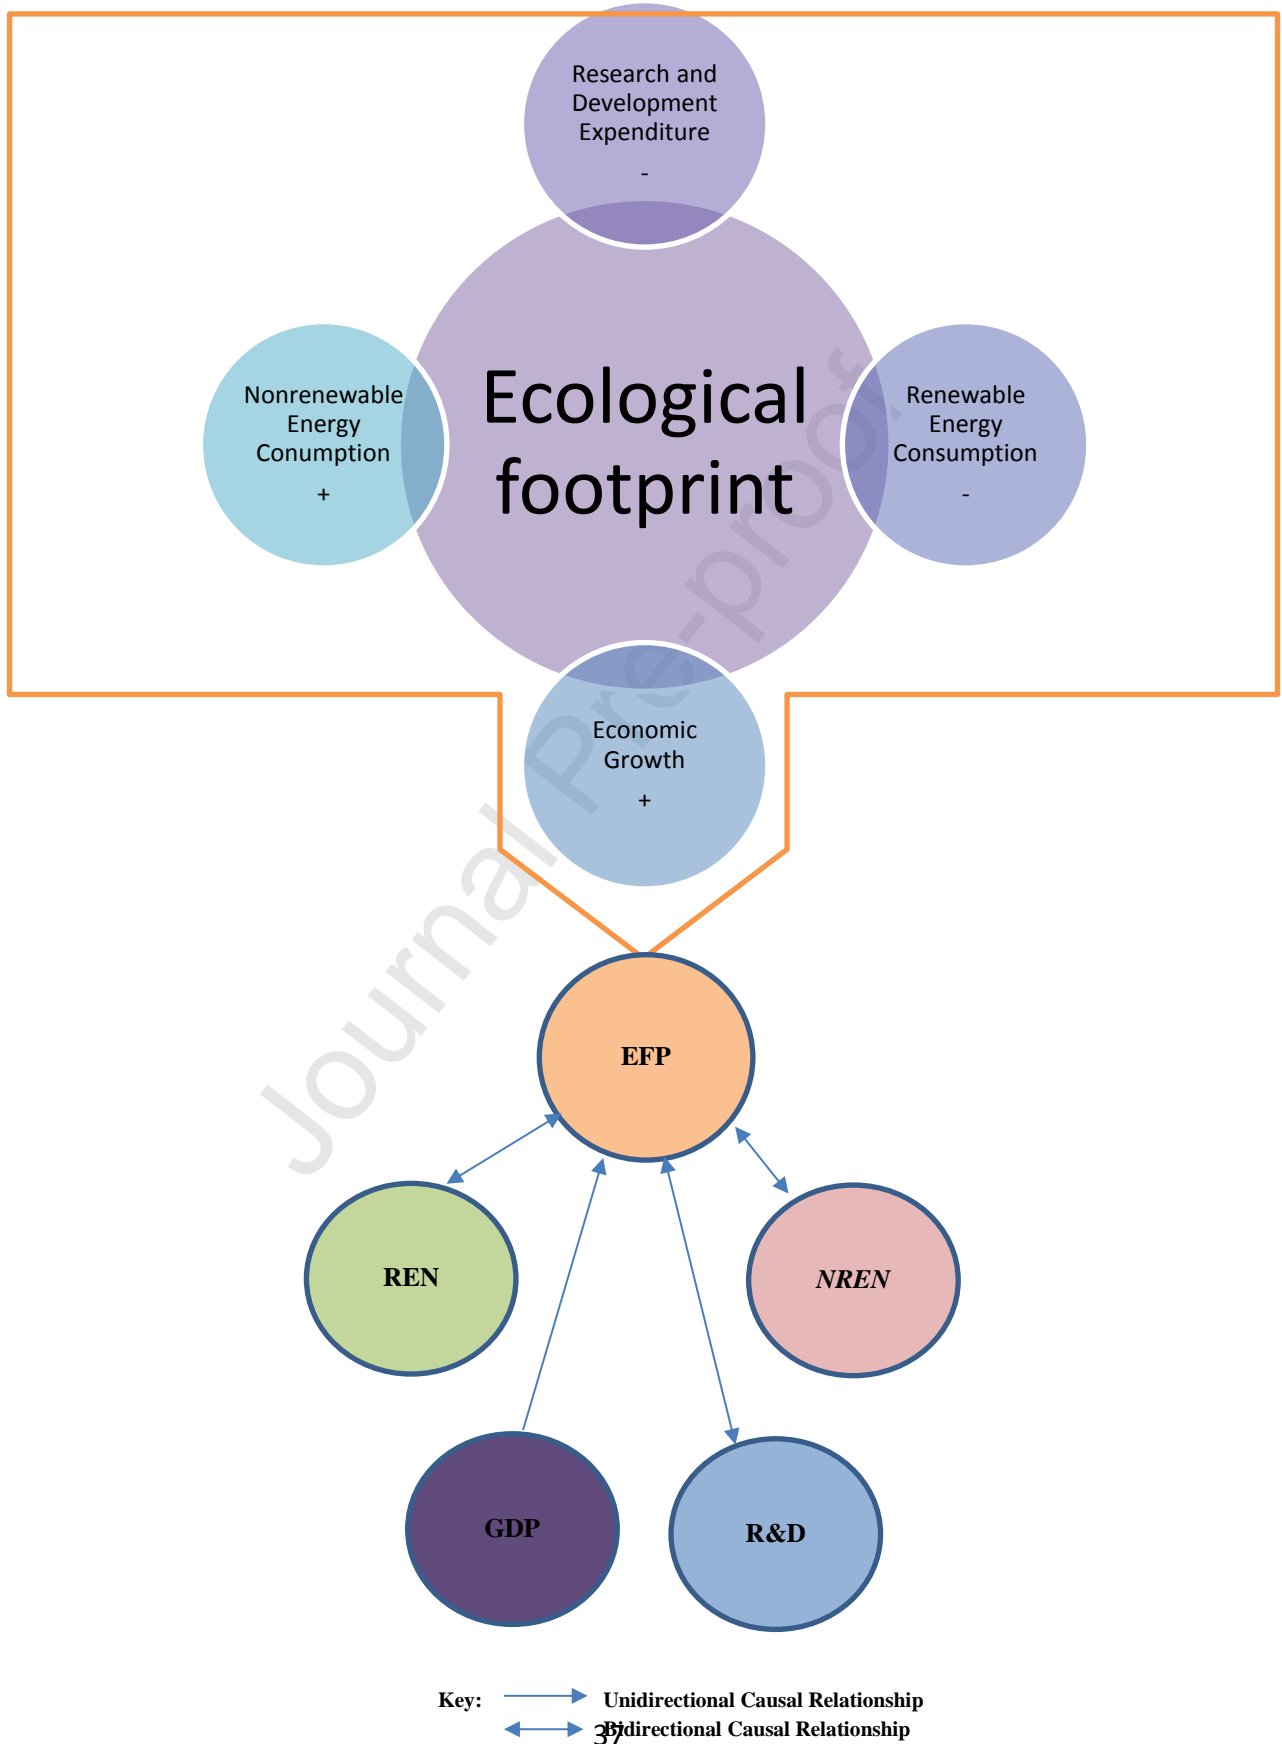 Research and
Development
Expenditure
-
Nonrenewable
Energy
Conumption
+
Ecological
footprint
Renewable
Energy
Consumption
-
Economic
Growth
+
Journal Pre-proof
EFP
REN
NREN
GDP
R&D
Key: Unidirectional Causal Relationship
Bidirectional Causal Relationship
37